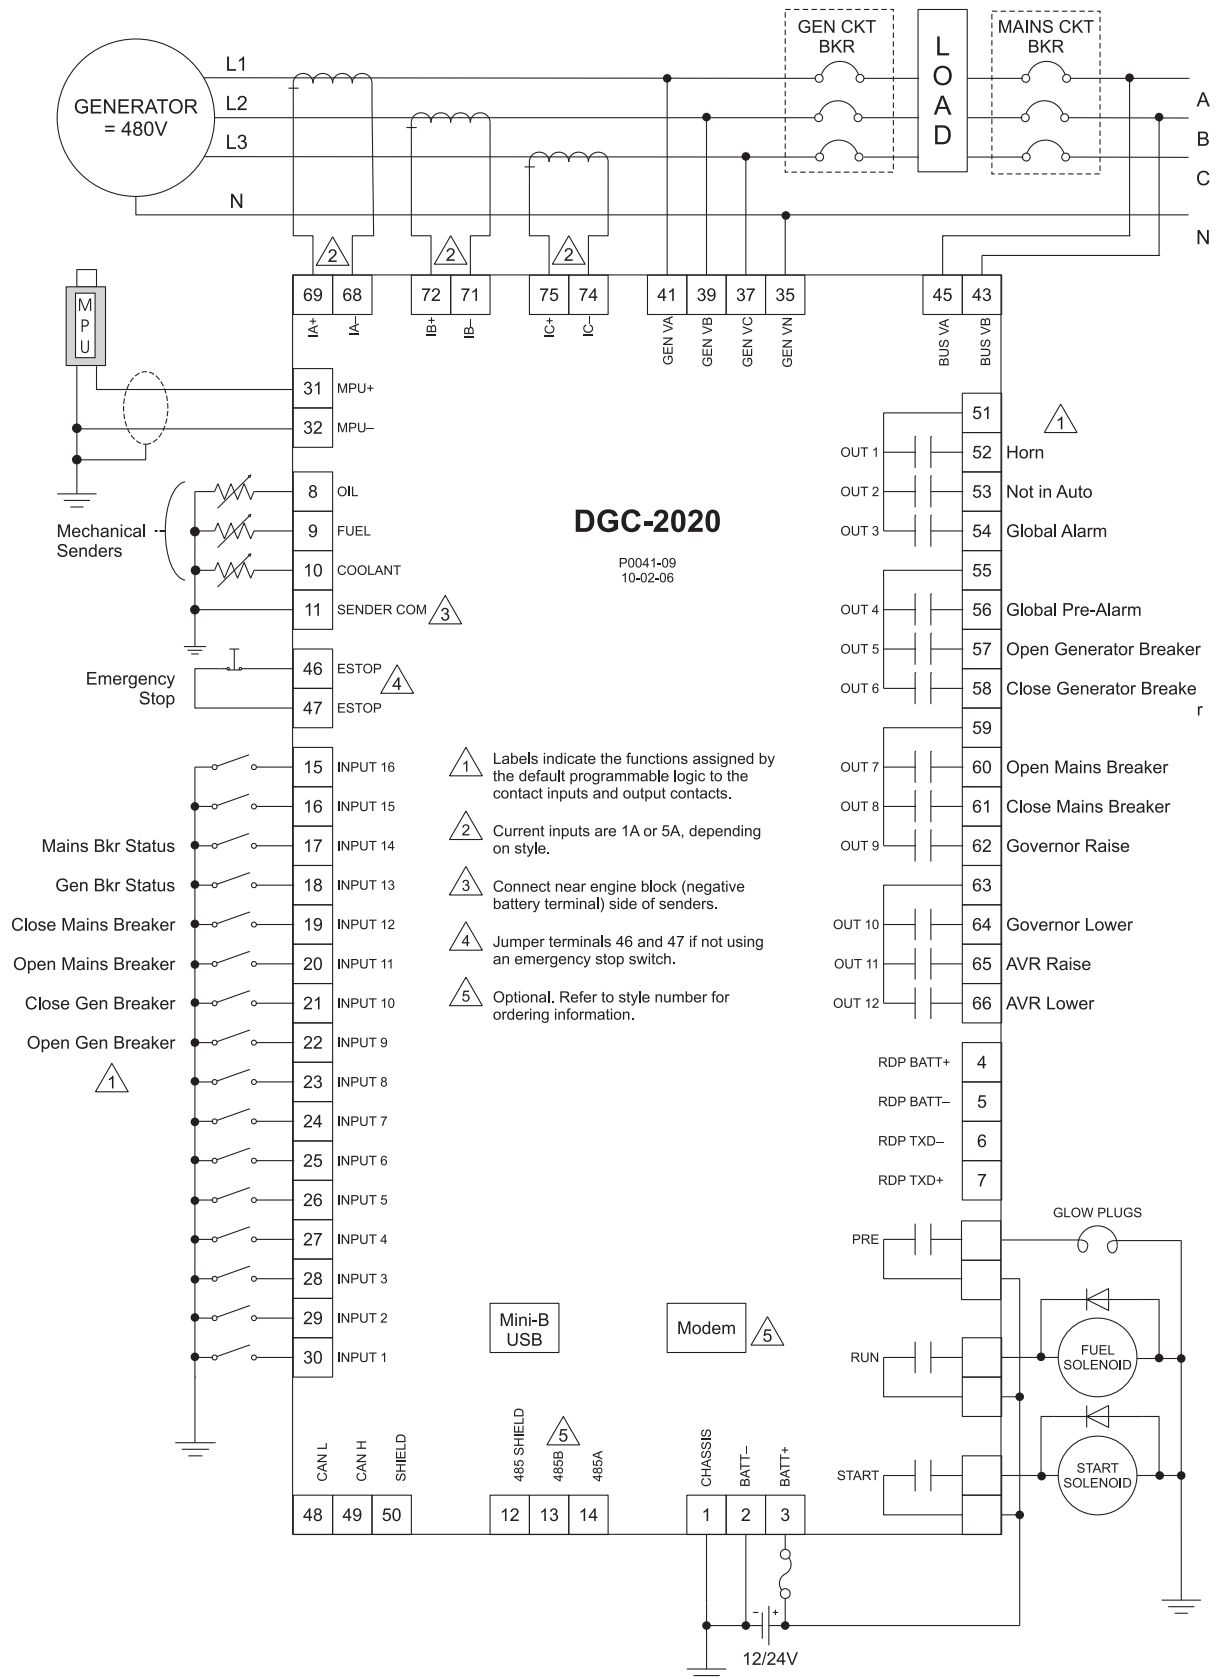 GEN CKT
BKR
LOAD
MAINS CKT
BKR
GENERATOR
= 480V
L1
L2
L3
N
A
B
C
N
2
2
2
69 68 72 71 75 74 41 39 37 35 45 43
IA+ IA– IB+ IB– IC+ IC– GEN VA GEN VB GEN VC GEN VN BUS VA BUS VB
MPU
31 MPU+
32 MPU–
Mechanical
Senders
8 OIL
9 FUEL
10 COOLANT
11 SENDER COM 3
Emergency
Stop
46 ESTOP
47 ESTOP
4
DGC-2020
P0041-09
10-02-06
51
1
OUT 1 52 Horn
OUT 2 53 Not in Auto
OUT 3 54 Global Alarm
55
OUT 4 56 Global Pre-Alarm
OUT 5 57 Open Generator Breaker
OUT 6 58 Close Generator Breake
r
59
OUT 7 60 Open Mains Breaker
OUT 8 61 Close Mains Breaker
OUT 9 62 Governor Raise
63
OUT 10 64 Governor Lower
OUT 11 65 AVR Raise
OUT 12 66 AVR Lower
15 INPUT 16
16 INPUT 15
Mains Bkr Status 17 INPUT 14
Gen Bkr Status 18 INPUT 13
Close Mains Breaker 19 INPUT 12
Open Mains Breaker 20 INPUT 11
Close Gen Breaker 21 INPUT 10
Open Gen Breaker 22 INPUT 9
1
23 INPUT 8
24 INPUT 7
25 INPUT 6
26 INPUT 5
27 INPUT 4
28 INPUT 3
29 INPUT 2
30 INPUT 1
1 Labels indicate the functions assigned by
the default programmable logic to the
contact inputs and output contacts.
2 Current inputs are 1A or 5A, depending
on style.
3 Connect near engine block (negative
battery terminal) side of senders.
4 Jumper terminals 46 and 47 if not using
an emergency stop switch.
5 Optional. Refer to style number for
ordering information.
RDP BATT+ 4
RDP BATT– 5
RDP TXD– 6
RDP TXD+ 7
GLOW PLUGS
PRE
Mini-B
USB
Modem
5
RUN
FUEL
SOLENOID
START
START
SOLENOID
CAN L CAN H SHIELD 485 SHIELD 485B 485A CHASSIS BATT– BATT+
5
48 49 50 12 13 14 1 2 3
- +
12/24V